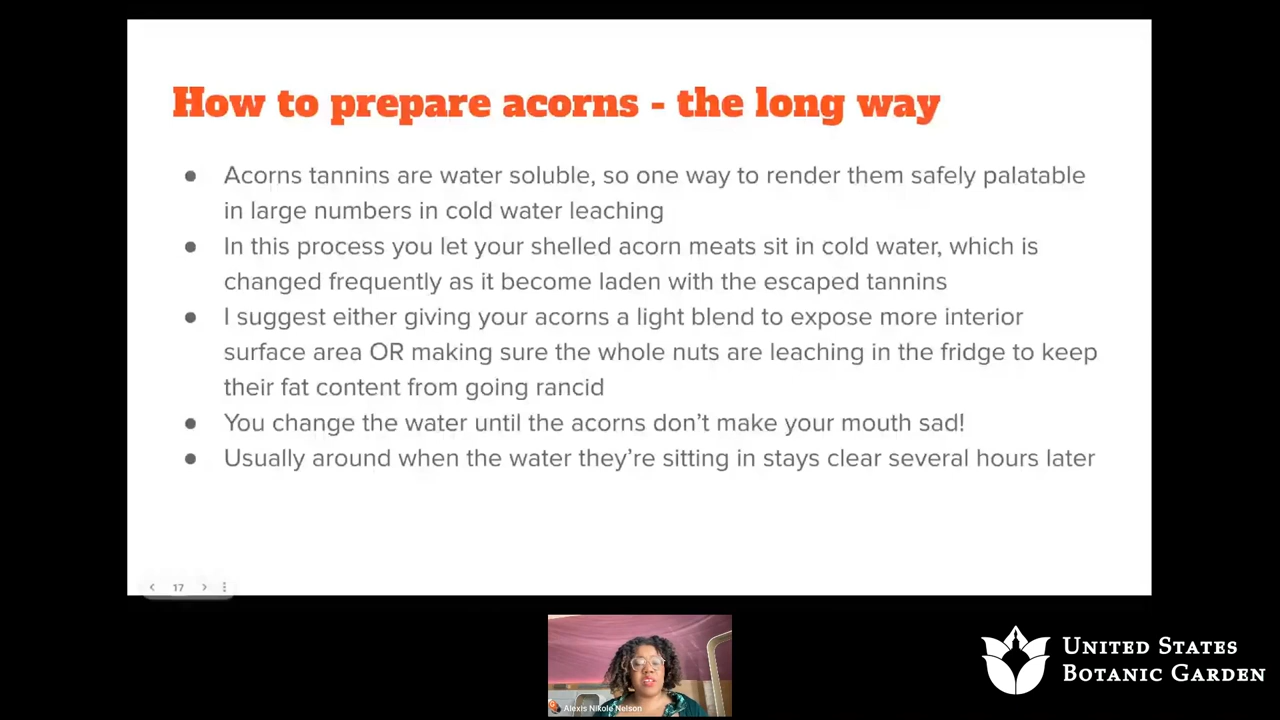 How to prepare acorns - the long way
● Acorns tannins are water soluble, so one way to render them safely palatable
in large numbers in cold water leaching
● In this process you let your shelled acorn meats sit in cold water, which is
changed frequently as it become laden with the escaped tannins
● I suggest either giving your acorns a light blend to expose more interior
surface area OR making sure the whole nuts are leaching in the fridge to keep
their fat content from going rancid
● You change the water until the acorns don’t make your mouth sad!
● Usually around when the water they’re sitting in stays clear several hours later
17
Alexis Nikole Nelson
UNITED STATES
BOTANIC GARDEN